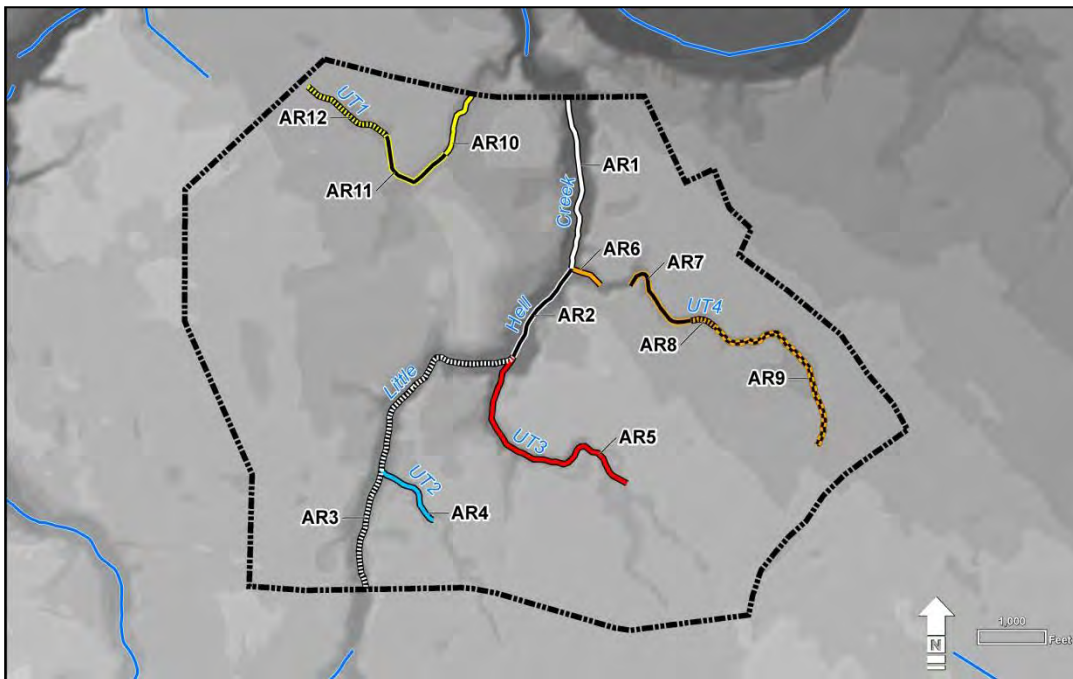 UT1
AR12
AR10
AR11
AR1
Creek
AR6
AR7
Hell
AR2
UT4
AR8
Little
AR9
UT3
AR5
UT2
AR3
AR4
1,000
N
Feet